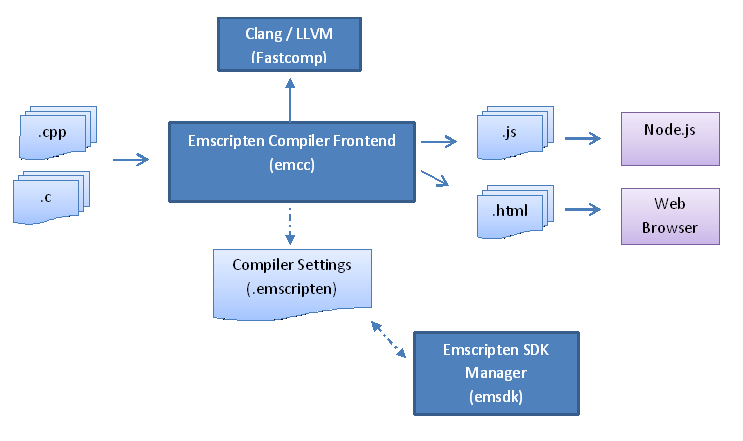 Clang / LLVM
(Fastcomp)
.cpp
.c
Emscripten Compiler Frontend
(emcc)
.js
Node.js
.html
Web
Browser
Compiler Settings
(.emscripten)
Emscripten SDK
Manager
(emsdk)